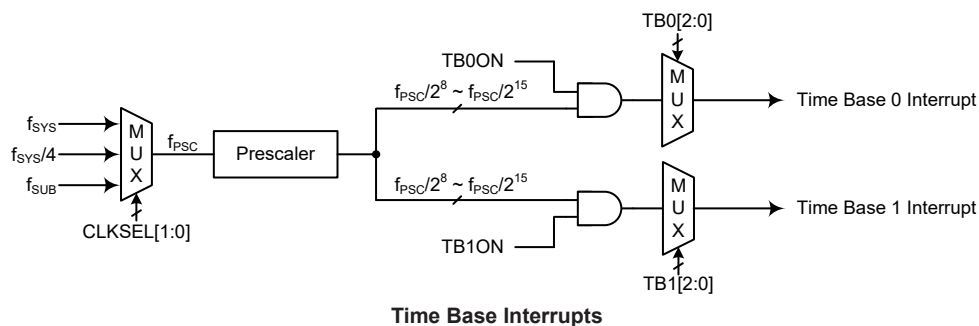 TB0[2:0]
TB0ON
M
U
X
Time Base 0 Interrupt
f_PSC/2^8 ~ f_PSC/2^15
f_SYS
f_SYS/4
f_SUB
M
U
X
f_PSC
Prescaler
CLKSEL[1:0]
f_PSC/2^8 ~ f_PSC/2^15
TB1ON
M
U
X
Time Base 1 Interrupt
TB1[2:0]
Time Base Interrupts